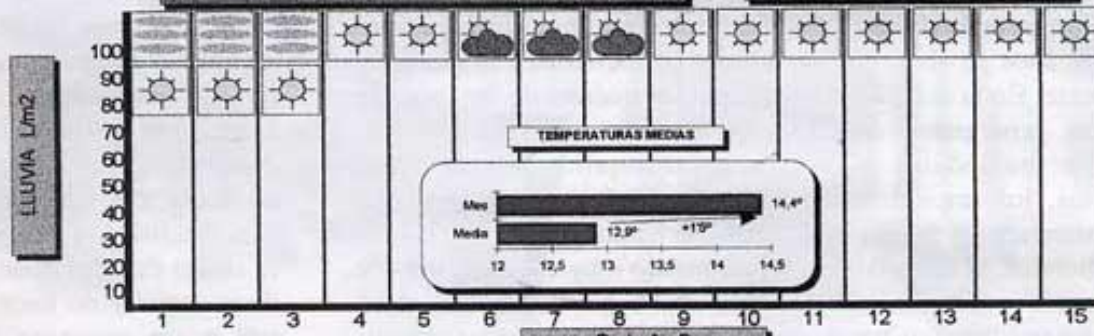 LLUVIA L/m2
100
90
80
70
60
50
40
30
20
10
TEMPERATURAS MEDIAS
Mes 14,4º
Media 12,9º +1'5º
12 12,5 13 13,5 14 14,5
1 2 3 4 5 6 7 8 9 10 11 12 13 14 15